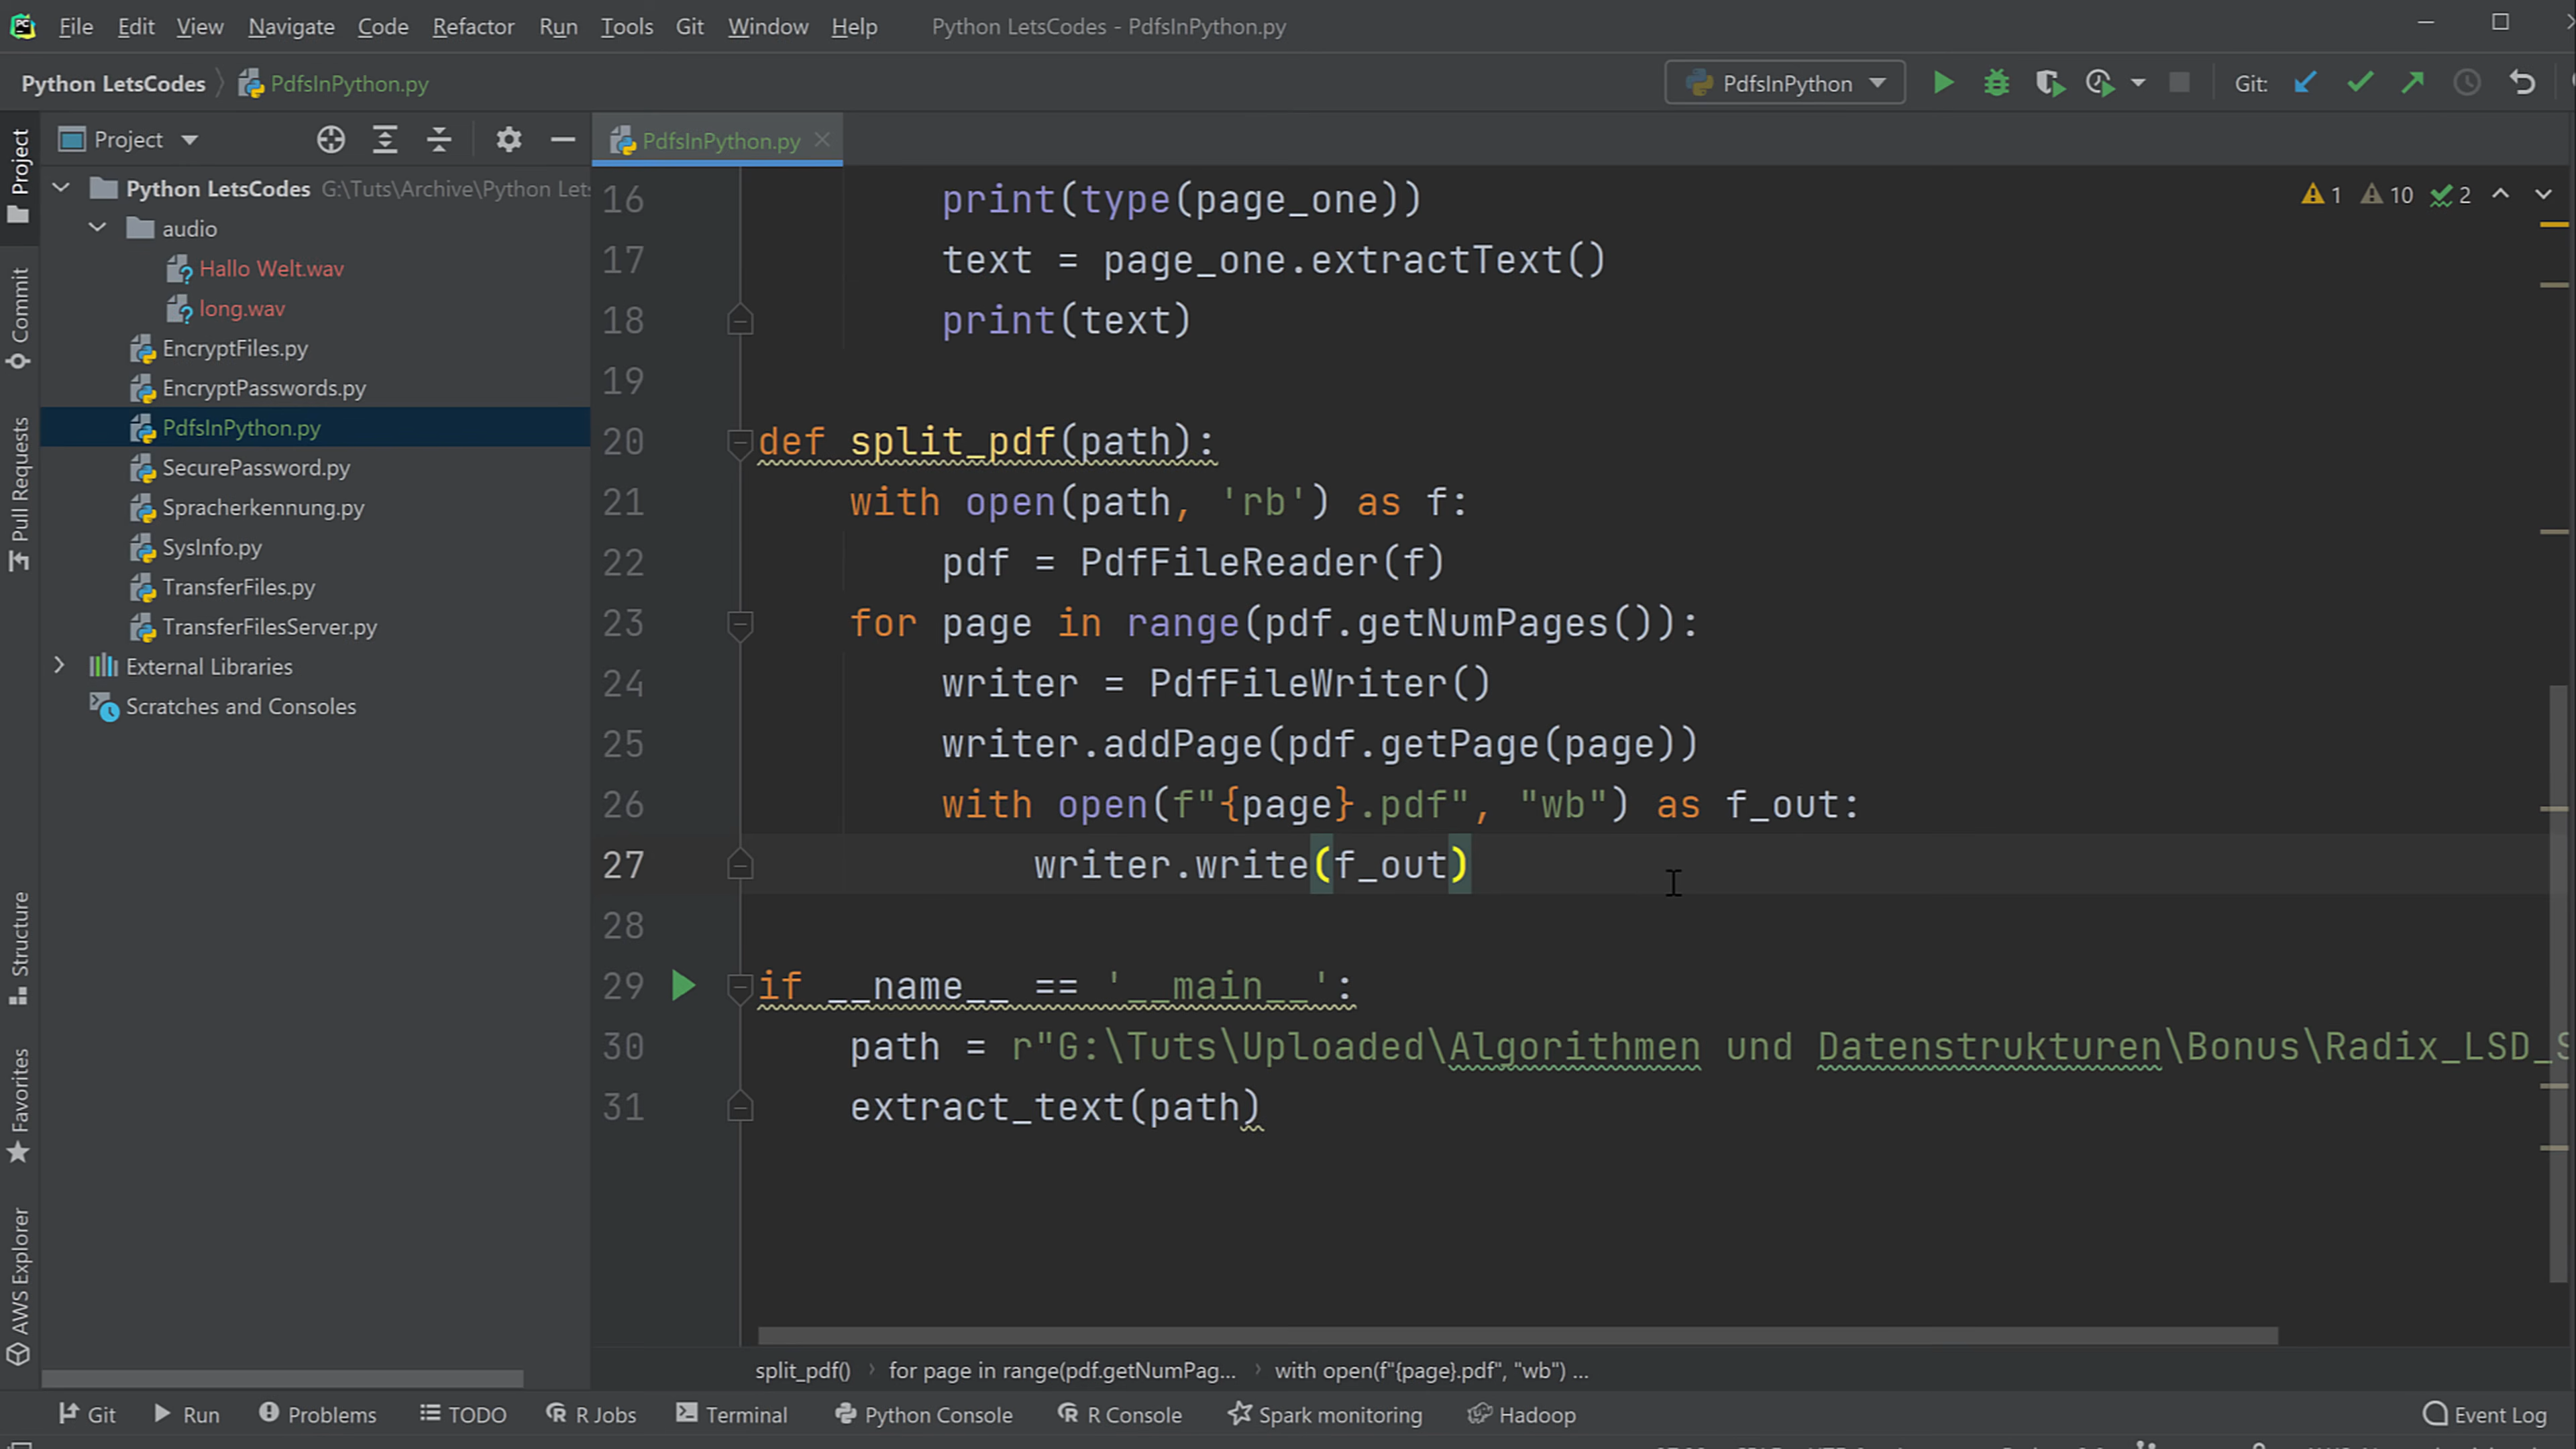 File Edit View Navigate Code Refactor Run Tools Git Window Help Python LetsCodes - PdfsInPython.py
Python LetsCodes PdfsInPython.py PdfsInPython Git:
Project PdfsInPython.py
Python LetsCodes G:\Tuts\Archive\Python Lets
audio
Hallo Welt.wav
long.wav
EncryptFiles.py
EncryptPasswords.py
PdfsInPython.py
SecurePassword.py
Spracherkennung.py
SysInfo.py
TransferFiles.py
TransferFilesServer.py
External Libraries
Scratches and Consoles
Project
Commit
Pull Requests
Structure
Favorites
AWS Explorer
1 10 2
16 print(type(page_one))
17 text = page_one.extractText()
18 print(text)
19
20 def split_pdf(path):
21 with open(path, 'rb') as f:
22 pdf = PdfFileReader(f)
23 for page in range(pdf.getNumPages()):
24 writer = PdfFileWriter()
25 writer.addPage(pdf.getPage(page))
26 with open(f"{page}.pdf", "wb") as f_out:
27 writer.write(f_out)
28
29 if __name__ == '__main__':
30 path = r"G:\Tuts\Uploaded\Algorithmen und Datenstrukturen\Bonus\Radix_LSD_S
31 extract_text(path)
split_pdf() for page in range(pdf.getNumPag... with open(f"{page}.pdf", "wb") ...
Git Run Problems TODO R Jobs Terminal Python Console R Console Spark monitoring Hadoop Event Log